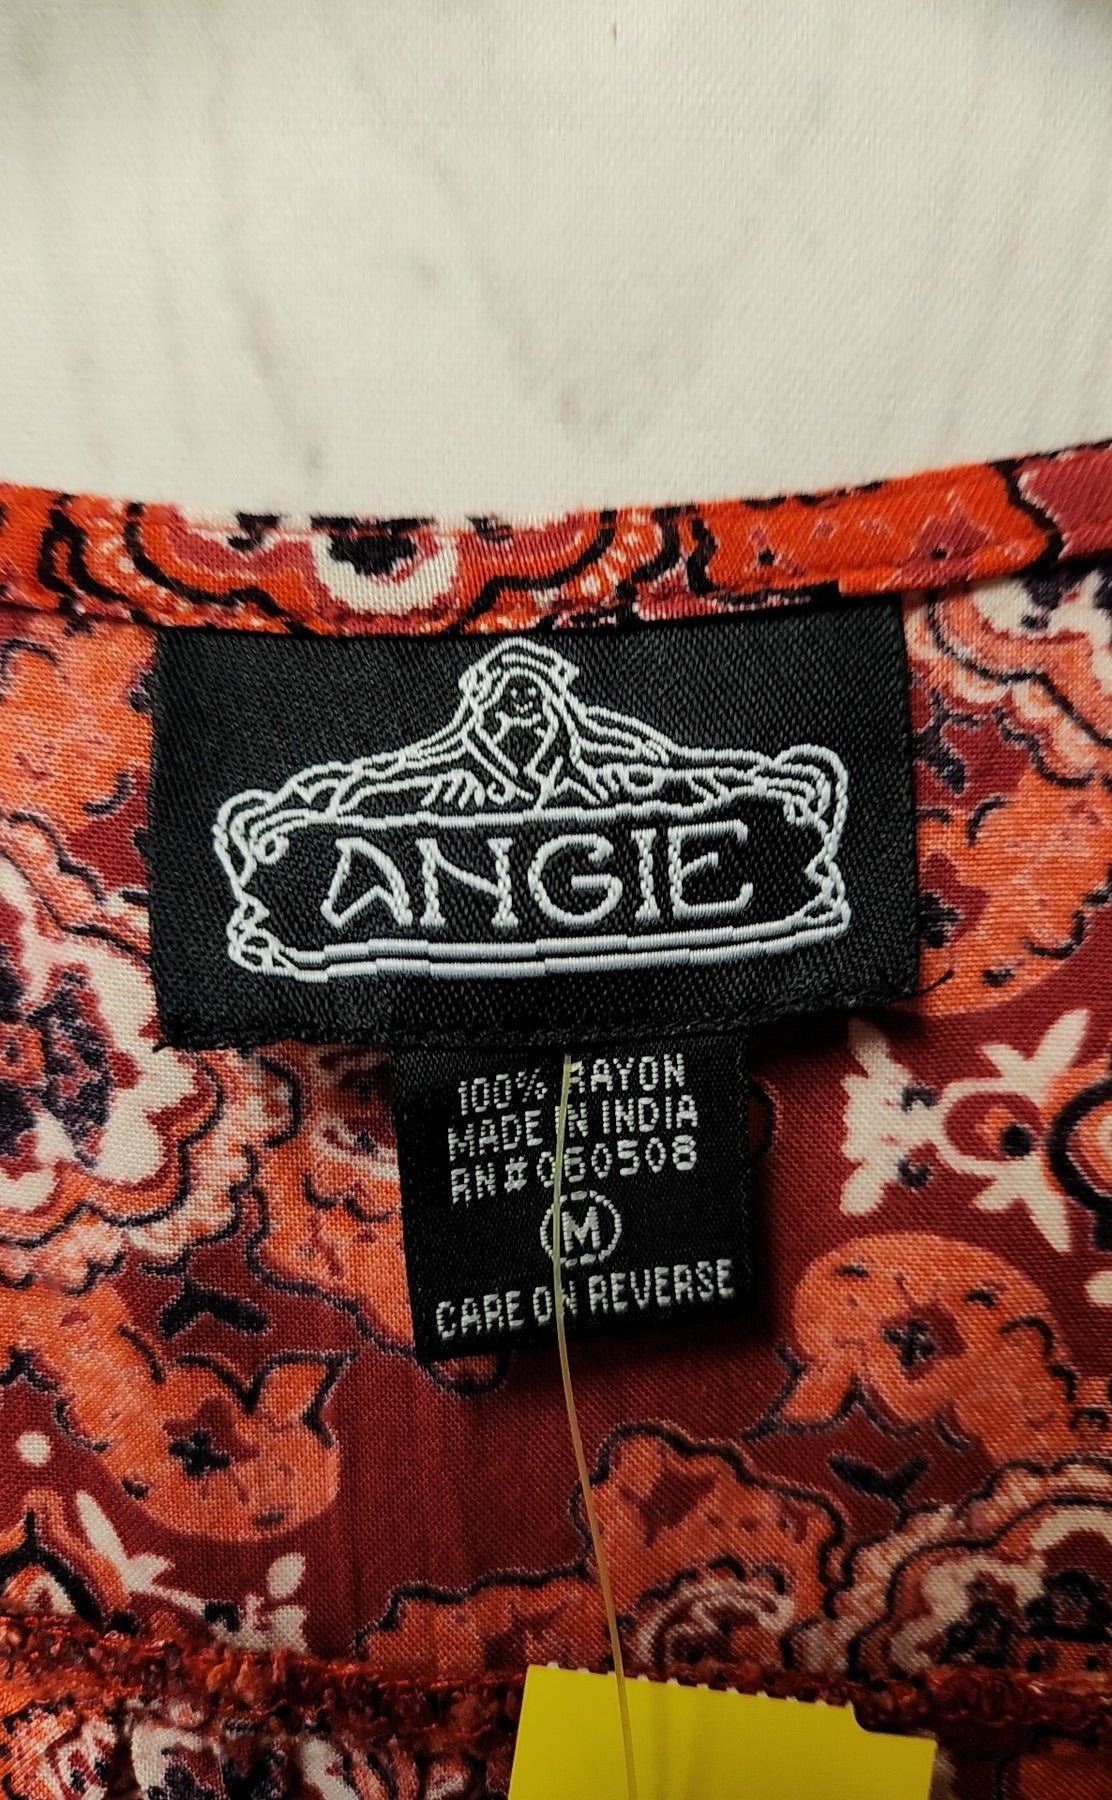 ANGIE
100% RAYON
MADE IN INDIA
RN#060508
M
CARE ON REVERSE